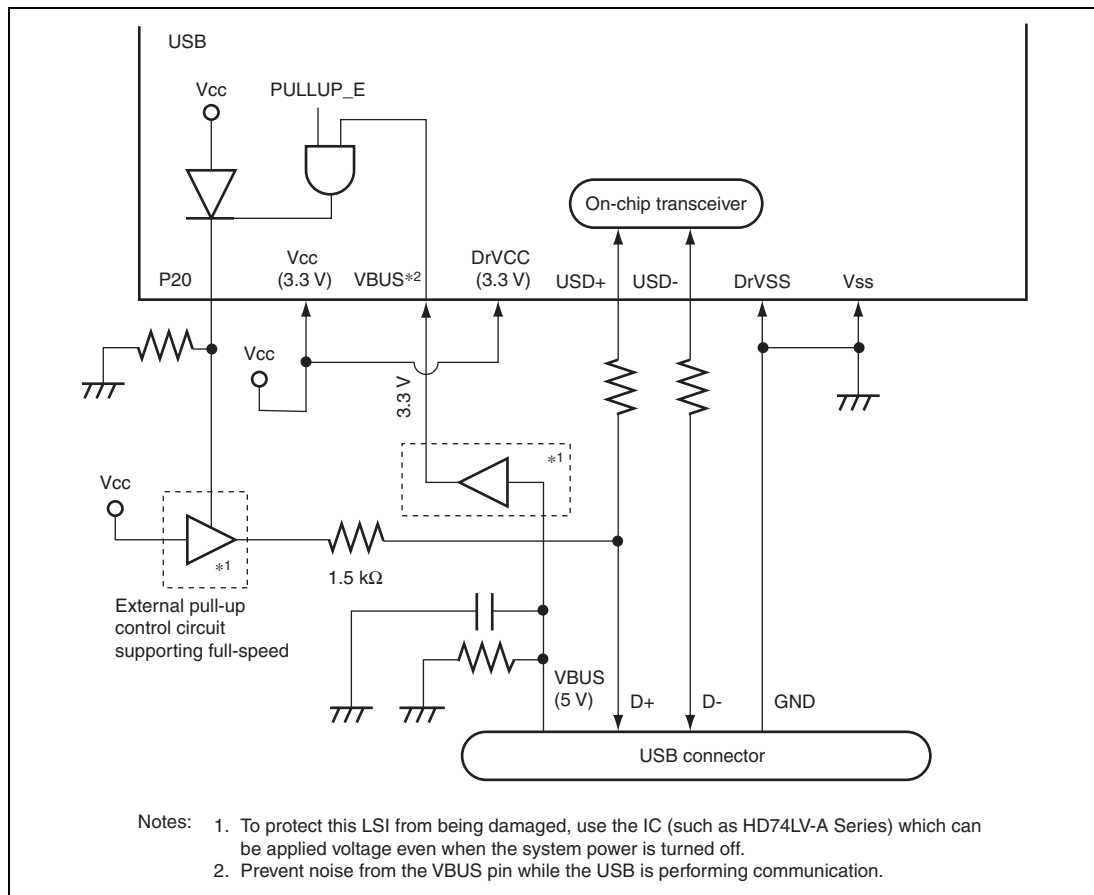 USB
Vcc
PULLUP_E
On-chip transceiver
P20
Vcc
(3.3 V)
VBUS*2
DrVCC
(3.3 V)
USD+
USD-
DrVSS
Vss
Vcc
3.3 V
*1
Vcc
*1
1.5 kΩ
External pull-up
control circuit
supporting full-speed
VBUS
(5 V)
D+
D-
GND
USB connector
Notes: 1. To protect this LSI from being damaged, use the IC (such as HD74LV-A Series) which can
be applied voltage even when the system power is turned off.
2. Prevent noise from the VBUS pin while the USB is performing communication.